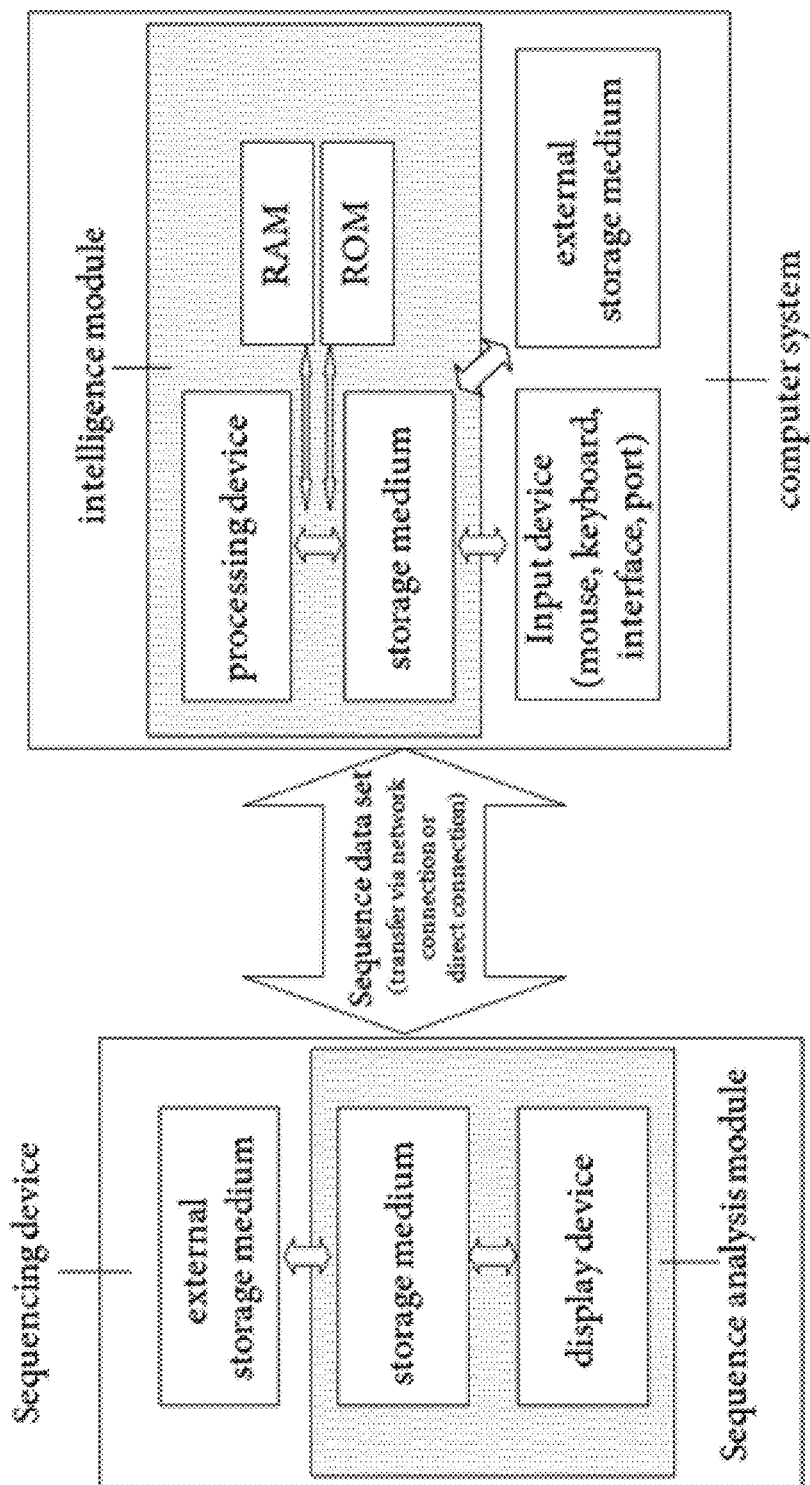 Sequencing device
external
storage medium
storage medium
display device
Sequence analysis module
Sequence data set
(transfer via network
connection or
direct connection)
intelligence module
processing device
RAM
ROM
storage medium
Input device
(mouse, keyboard,
interface, port)
external
storage medium
computer system